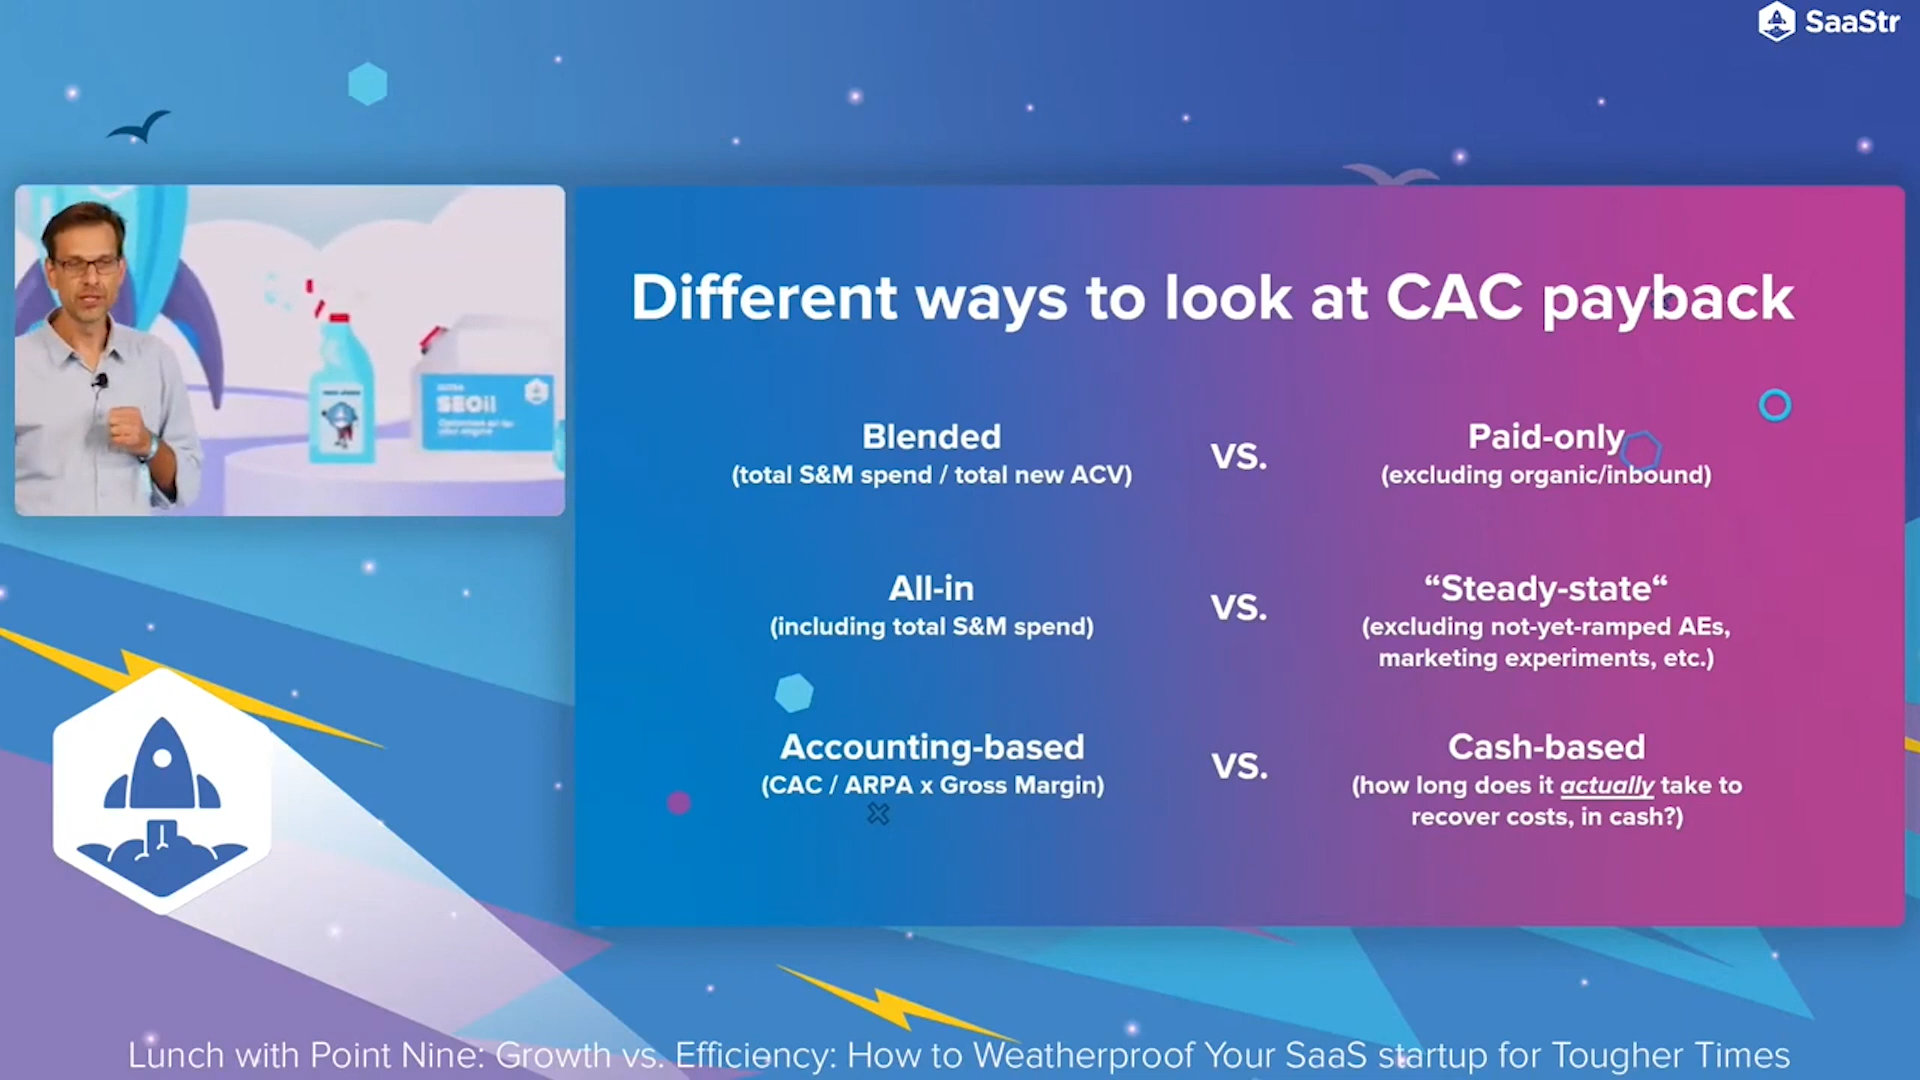 SaaStr
SEOil
Different ways to look at CAC payback
Blended
(total S&M spend / total new ACV)
vs.
Paid-only
(excluding organic/inbound)
All-in
(including total S&M spend)
vs.
“Steady-state“
(excluding not-yet-ramped AEs,
marketing experiments, etc.)
Accounting-based
(CAC / ARPA x Gross Margin)
vs.
Cash-based
(how long does it actually take to
recover costs, in cash?)
Lunch with Point Nine: Growth vs. Efficiency: How to Weatherproof Your SaaS startup for Tougher Times